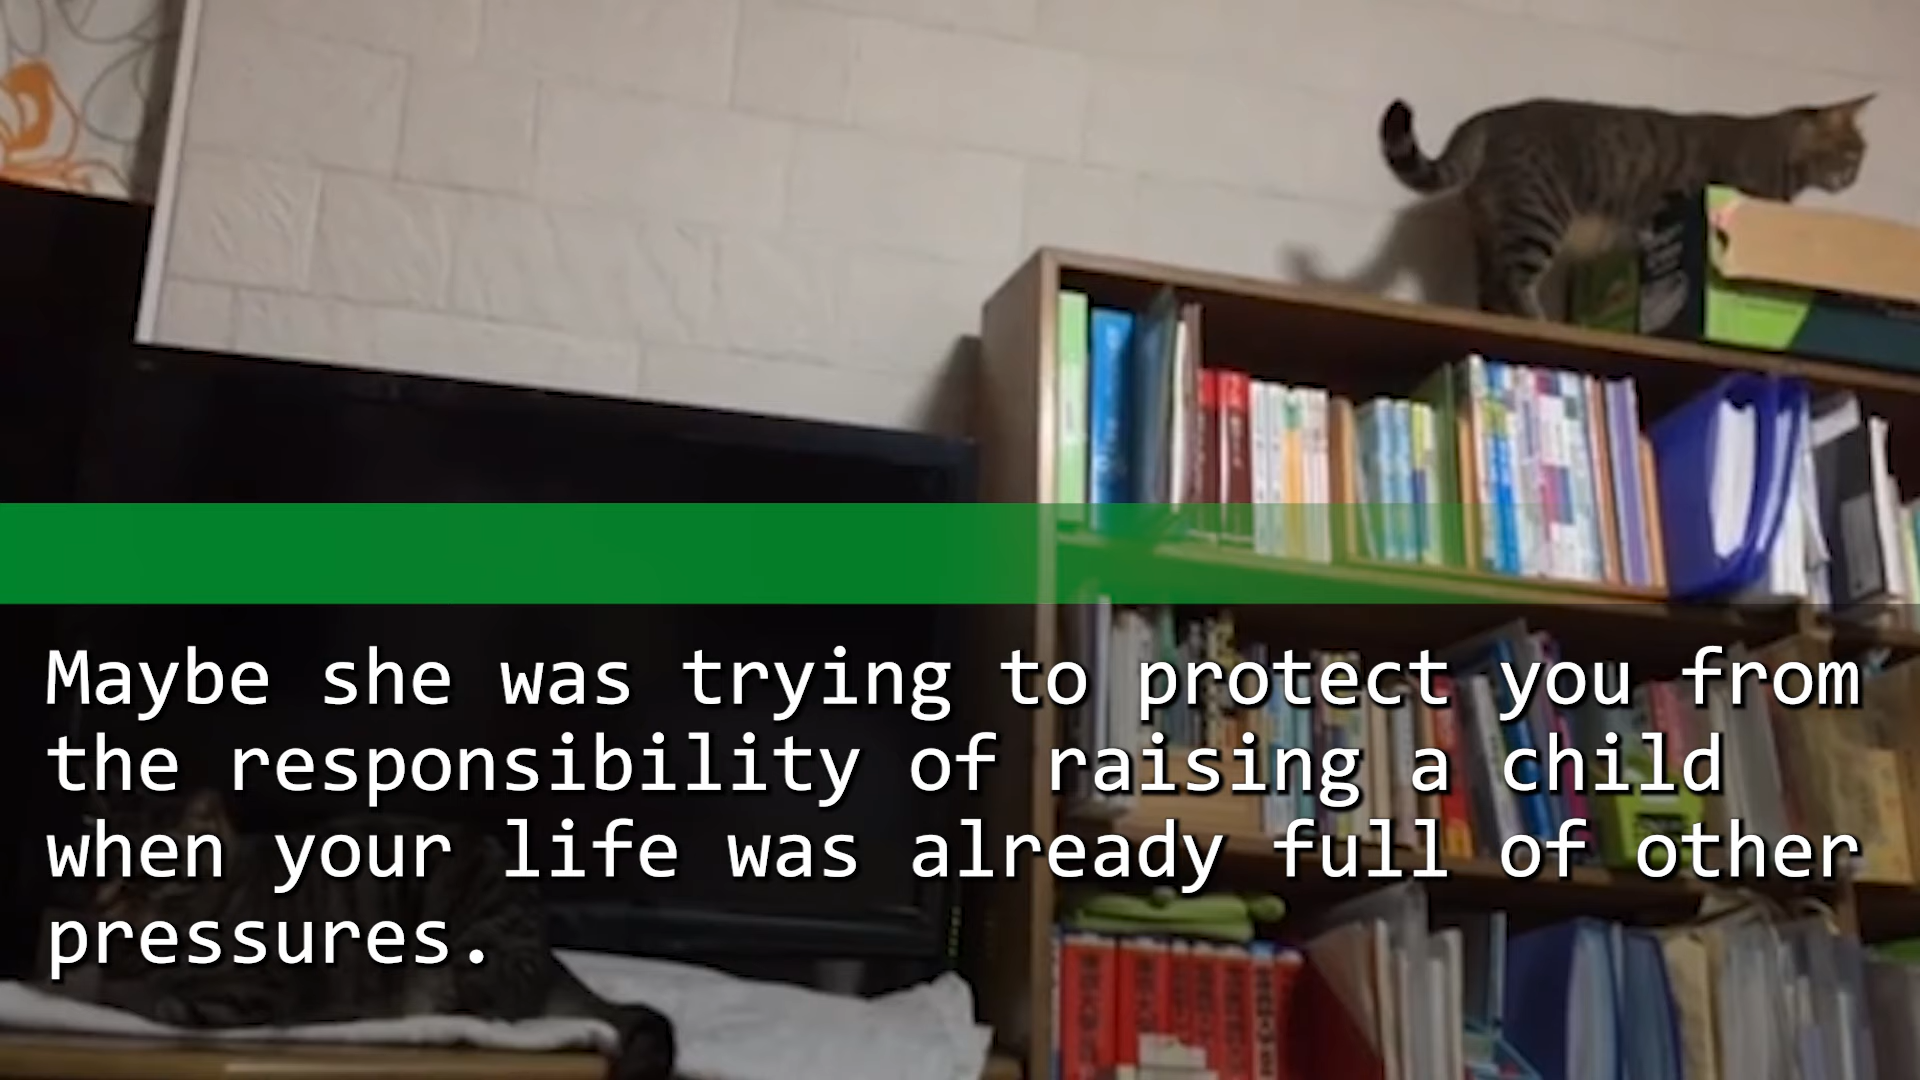 Maybe she was trying to protect you from
the responsibility of raising a child
when your life was already full of other
pressures.